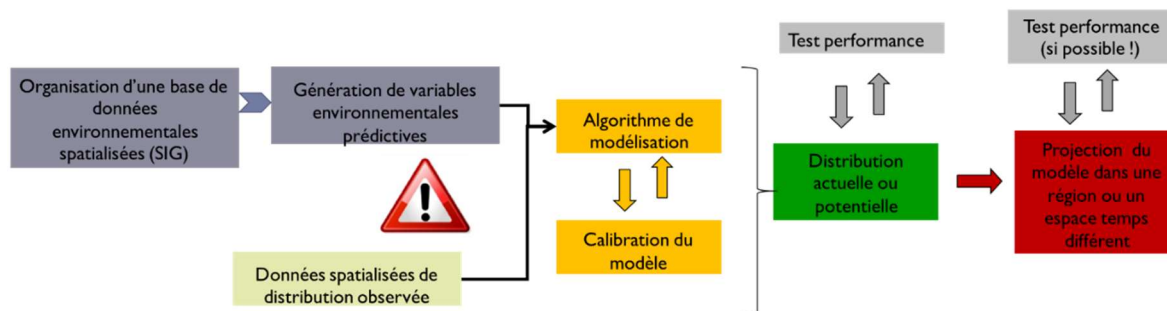 Organisation d'une base de
données
environnementales
spatialisées (SIG)
Génération de variables
environnementales
prédictives
Données spatialisées de
distribution observée
Algorithme de
modélisation
Calibration du
modèle
Test performance
Distribution
actuelle ou
potentielle
Test performance
(si possible !)
Projection du
modèle dans une
région ou un
espace temps
différent